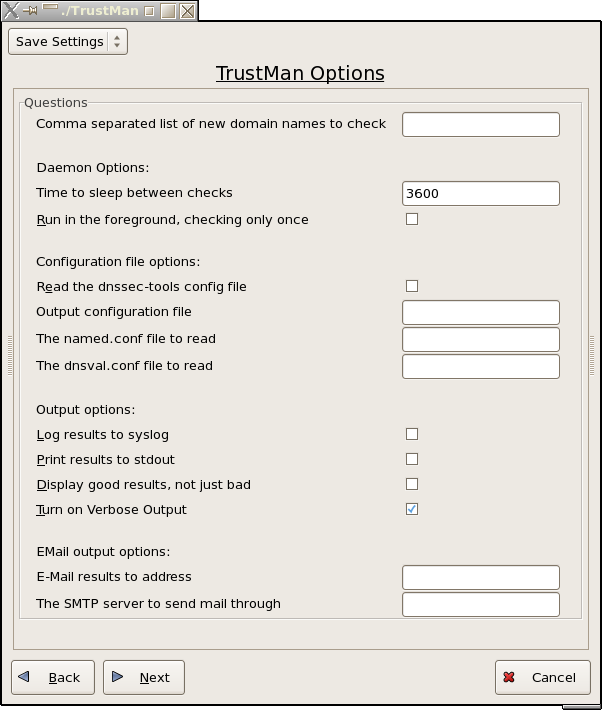 ./TrustMan
Save Settings
TrustMan Options
Questions
Comma separated list of new domain names to check
Daemon Options:
Time to sleep between checks 3600
Run in the foreground, checking only once
Configuration file options:
Read the dnssec-tools config file
Output configuration file
The named.conf file to read
The dnsval.conf file to read
Output options:
Log results to syslog
Print results to stdout
Display good results, not just bad
Turn on Verbose Output
EMail output options:
E-Mail results to address
The SMTP server to send mail through
Back Next Cancel